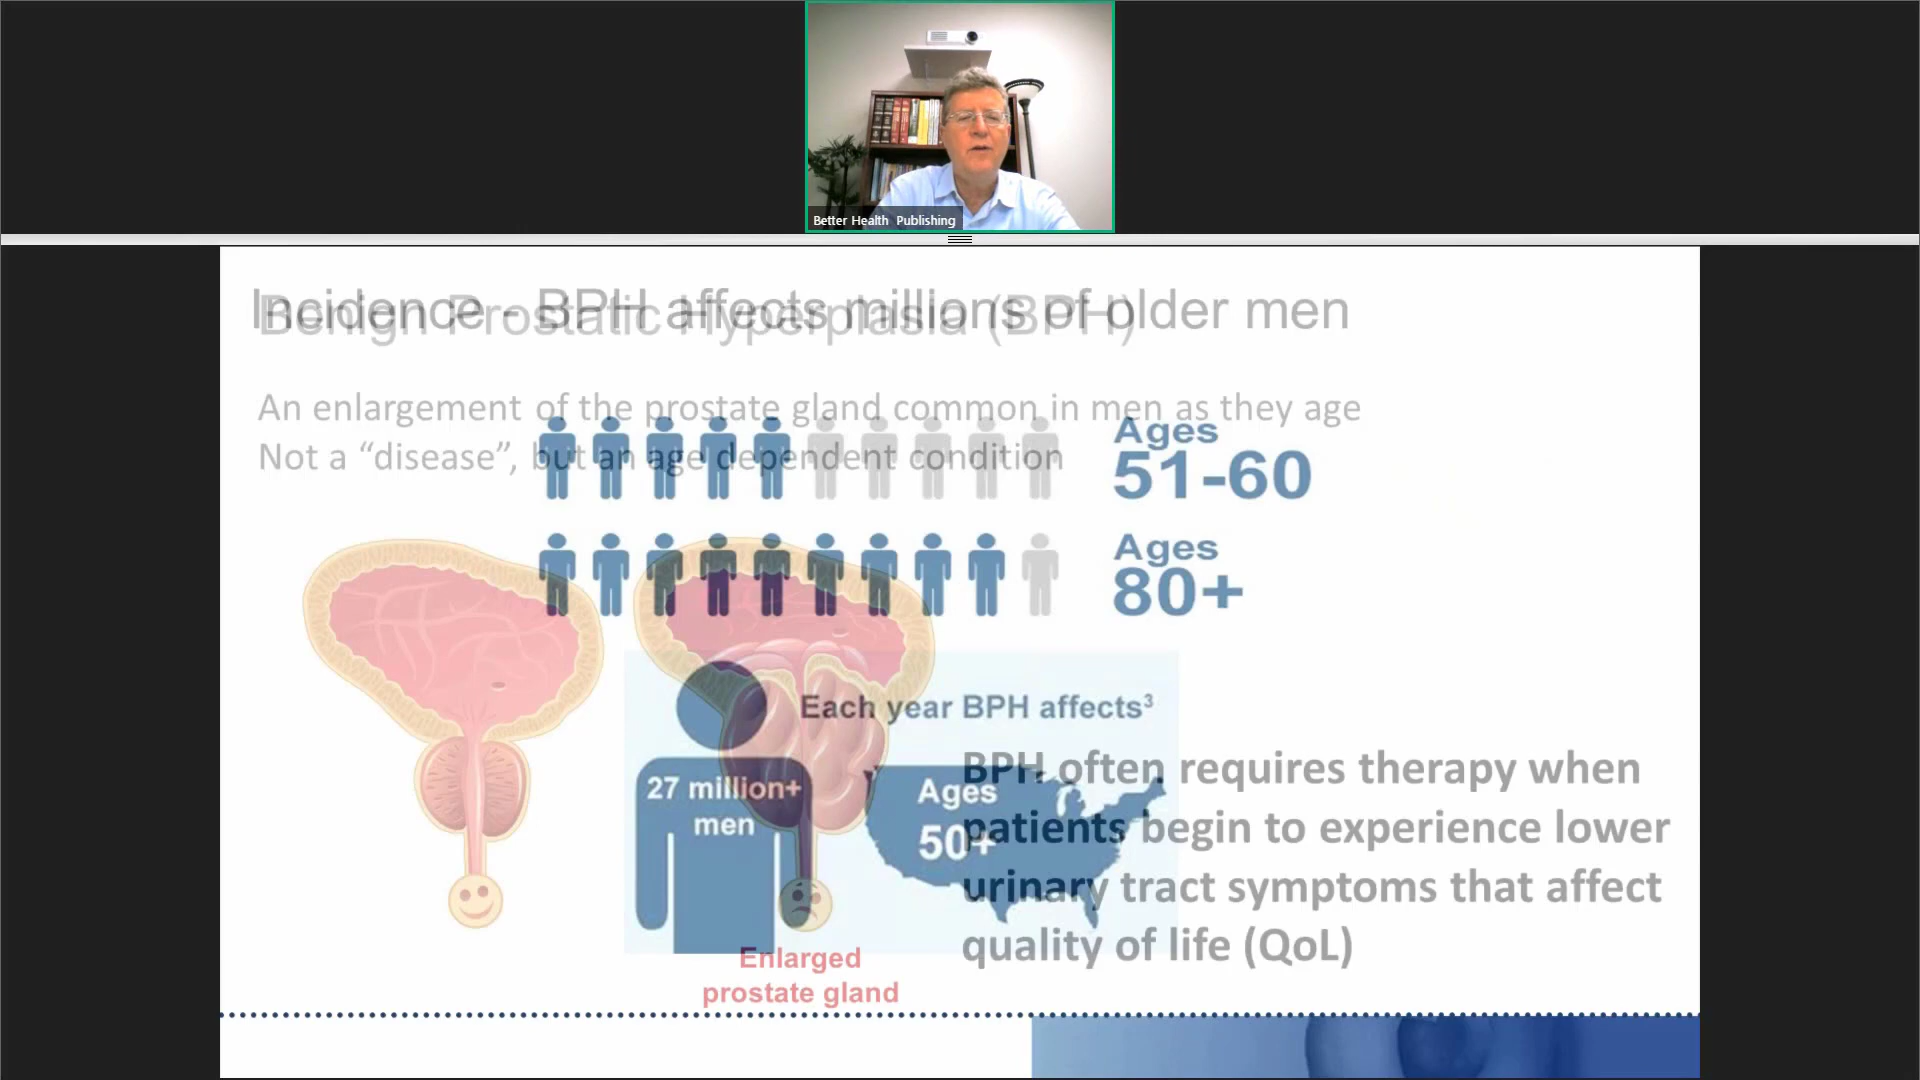 Better Health Publishing
Incidence - BPH affects millions of older men
Benign Prostatic Hyperplasia (BPH)
An enlargement of the prostate gland common in men as they age
Not a “disease”, but an age dependent condition
Ages
51-60
Ages
80+
Each year BPH affects³
27 million+
men
Ages
50+
BPH often requires therapy when
patients begin to experience lower
urinary tract symptoms that affect
quality of life (QoL)
Enlarged
prostate gland